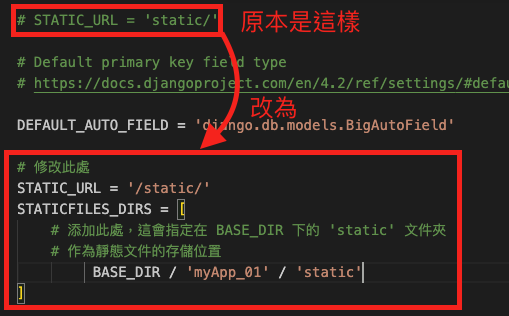 # STATIC_URL = 'static/'
原本是這樣
# Default primary key field type
# https://docs.djangoproject.com/en/4.2/ref/settings/#defa
改為
DEFAULT_AUTO_FIELD = 'django.db.models.BigAutoField'
# 修改此處
STATIC_URL = '/static/'
STATICFILES_DIRS = [
# 添加此處，這會指定在 BASE_DIR 下的 'static' 文件夾
# 作為靜態文件的存儲位置
BASE_DIR / 'myApp_01' / 'static'
]